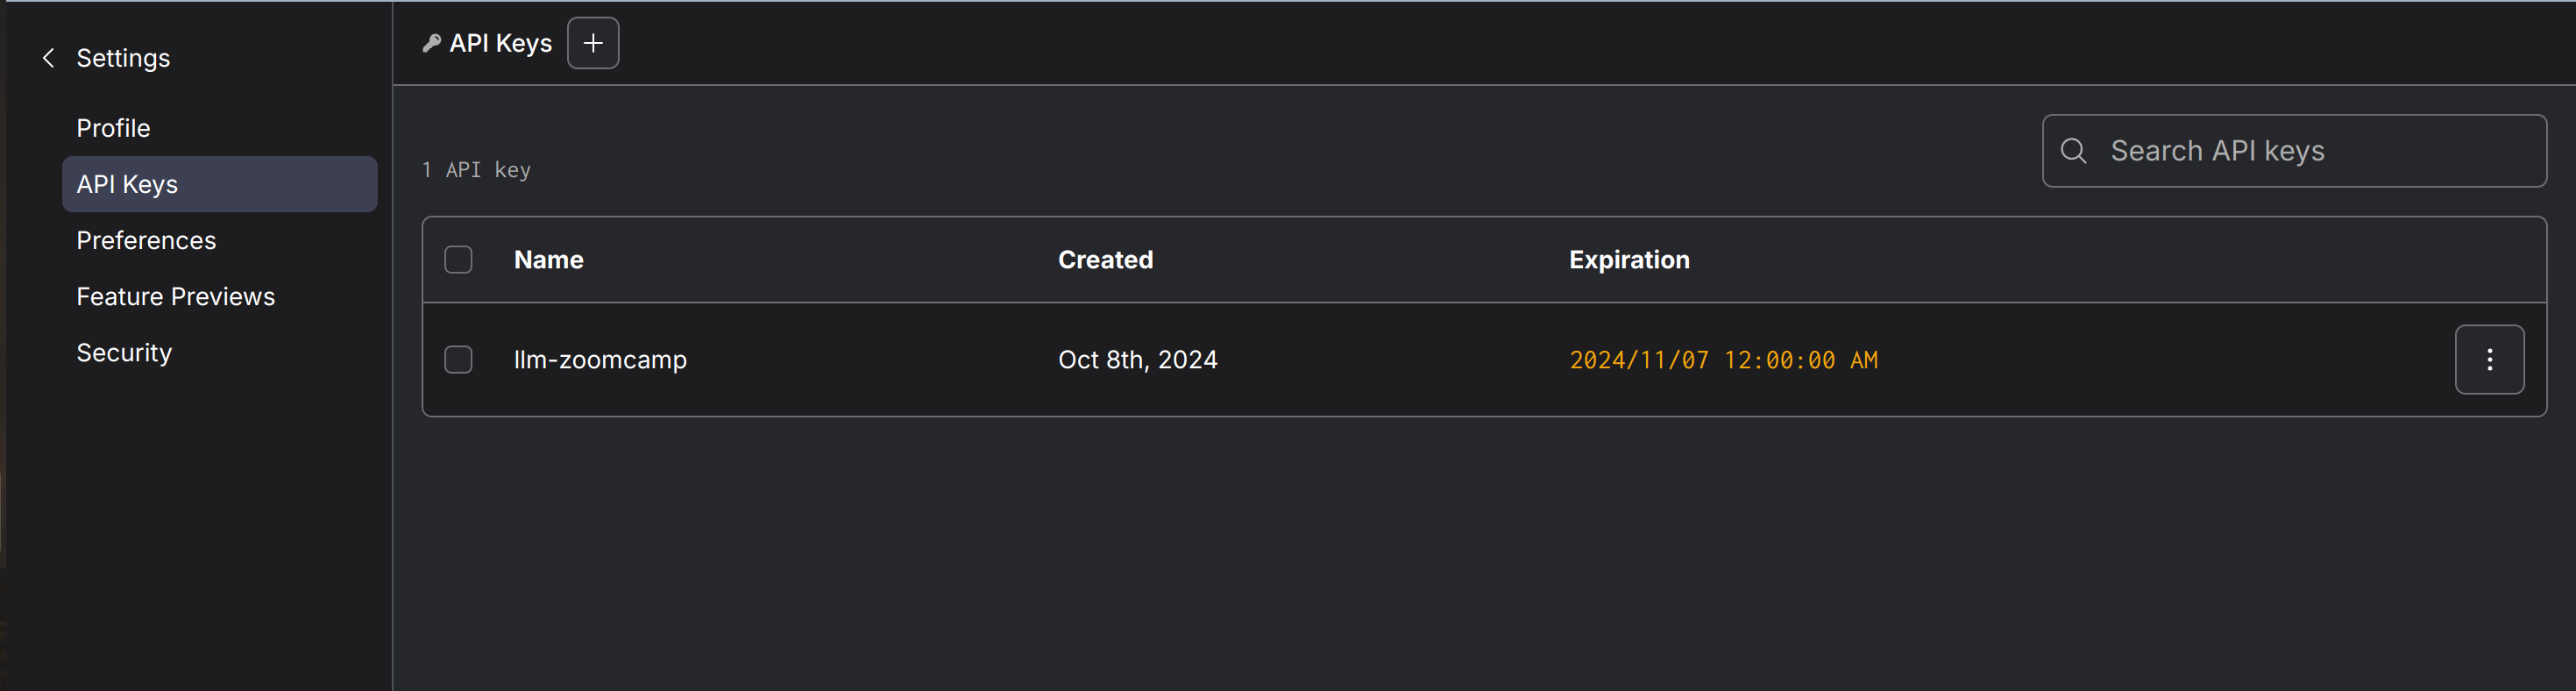 Settings
Profile
API Keys
Preferences
Feature Previews
Security
API Keys
1 API key
Search API keys
Name Created Expiration
llm-zoomcamp Oct 8th, 2024 2024/11/07 12:00:00 AM